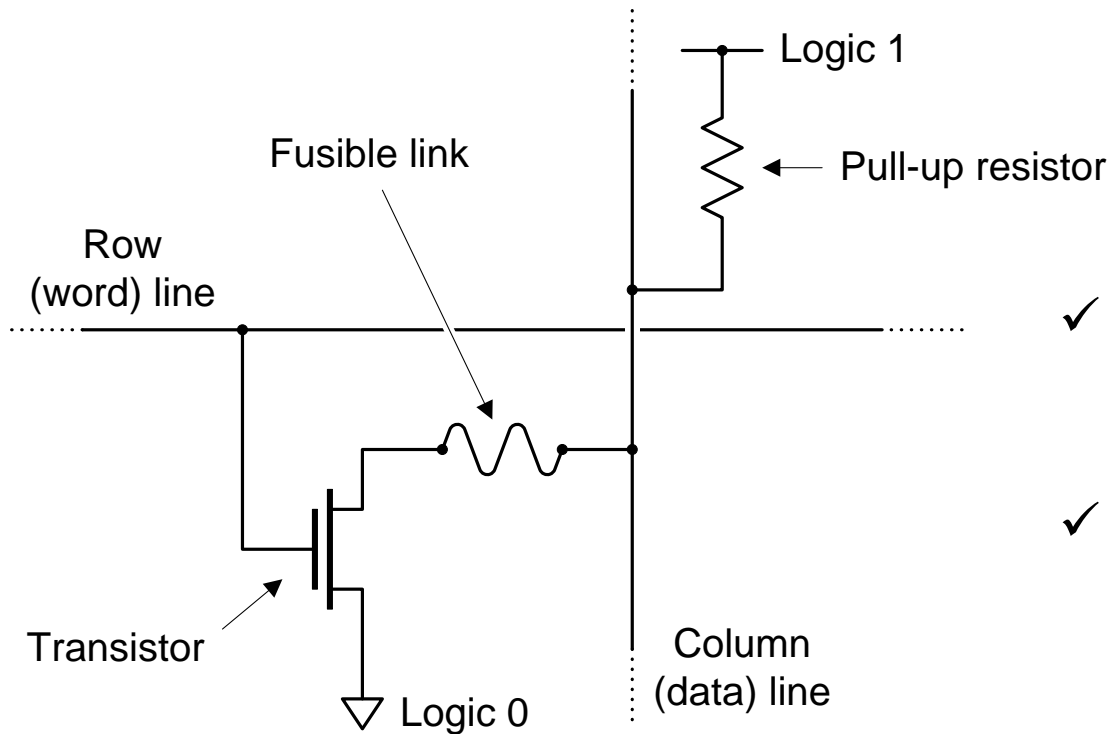 Logic 1
Fusible link
Pull-up resistor
Row
(word) line
Transistor
Column
(data) line
Logic 0